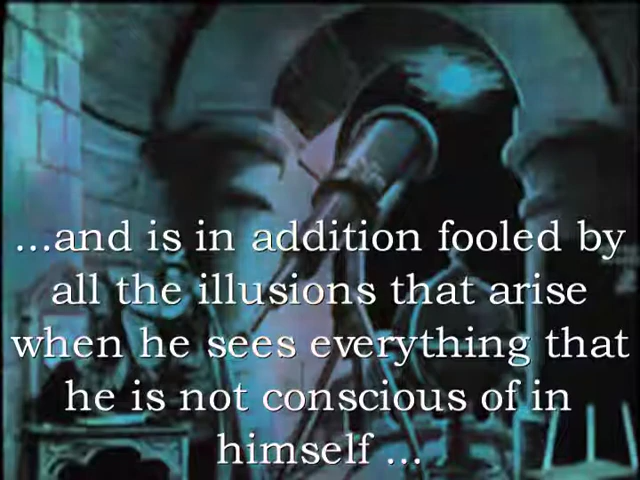 ...and is in addition fooled by
all the illusions that arise
when he sees everything that
he is not conscious of in
himself ...